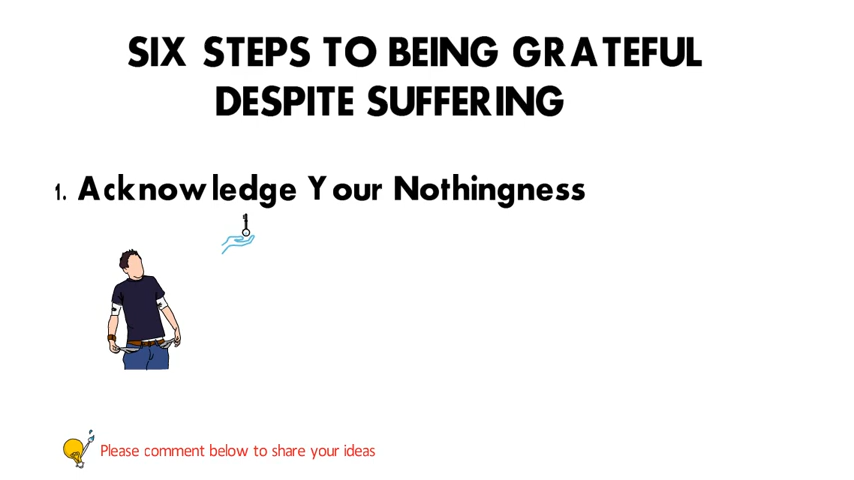 SIX STEPS TO BEING GRATEFUL
DESPITE SUFFERING
1. Acknowledge Your Nothingness
Please comment below to share your ideas